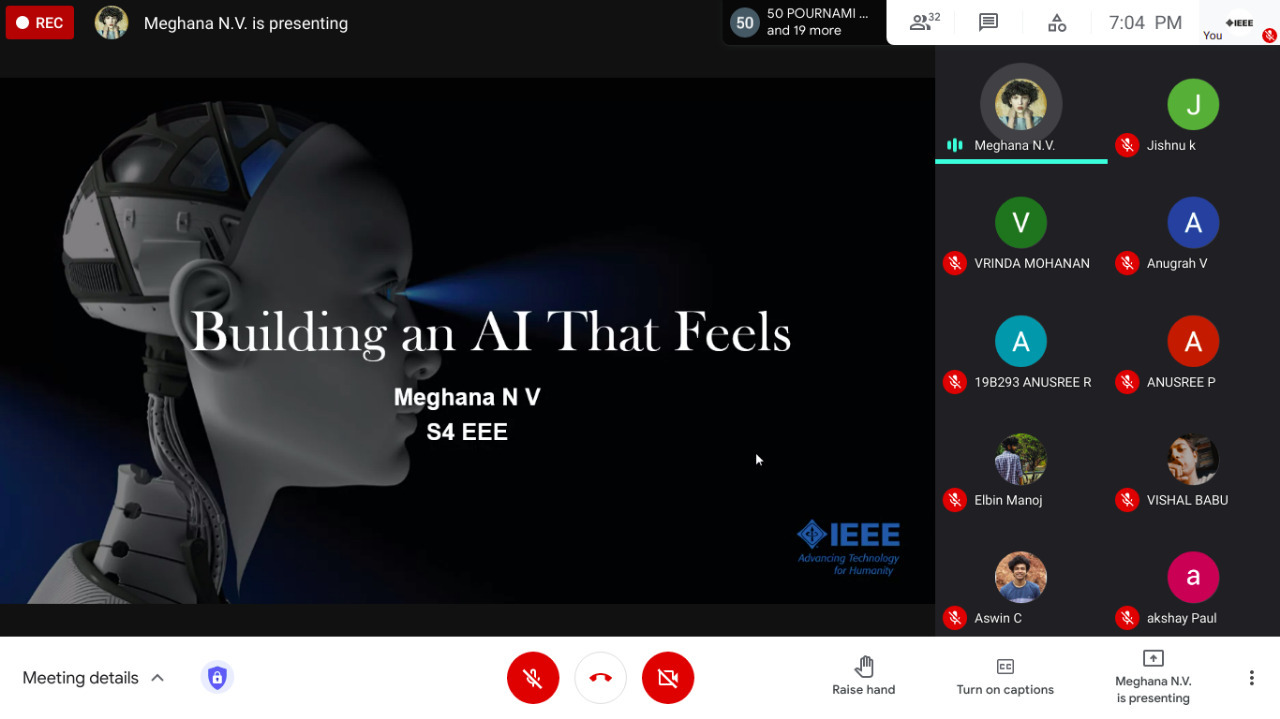 REC
Meghana N.V. is presenting
50
50 POURNAMI ...
and 19 more
32
7:04 PM
IEEE
You
Meghana N.V.
J
Jishnu k
V
VRINDA MOHANAN
A
Anugrah V
A
19B293 ANUSREE R
A
ANUSREE P
Elbin Manoj
VISHAL BABU
Aswin C
a
akshay Paul
Building an AI That Feels
Meghana N V
S4 EEE
IEEE
Advancing Technology
for Humanity
Meeting details
Raise hand
CC
Turn on captions
Meghana N.V.
is presenting